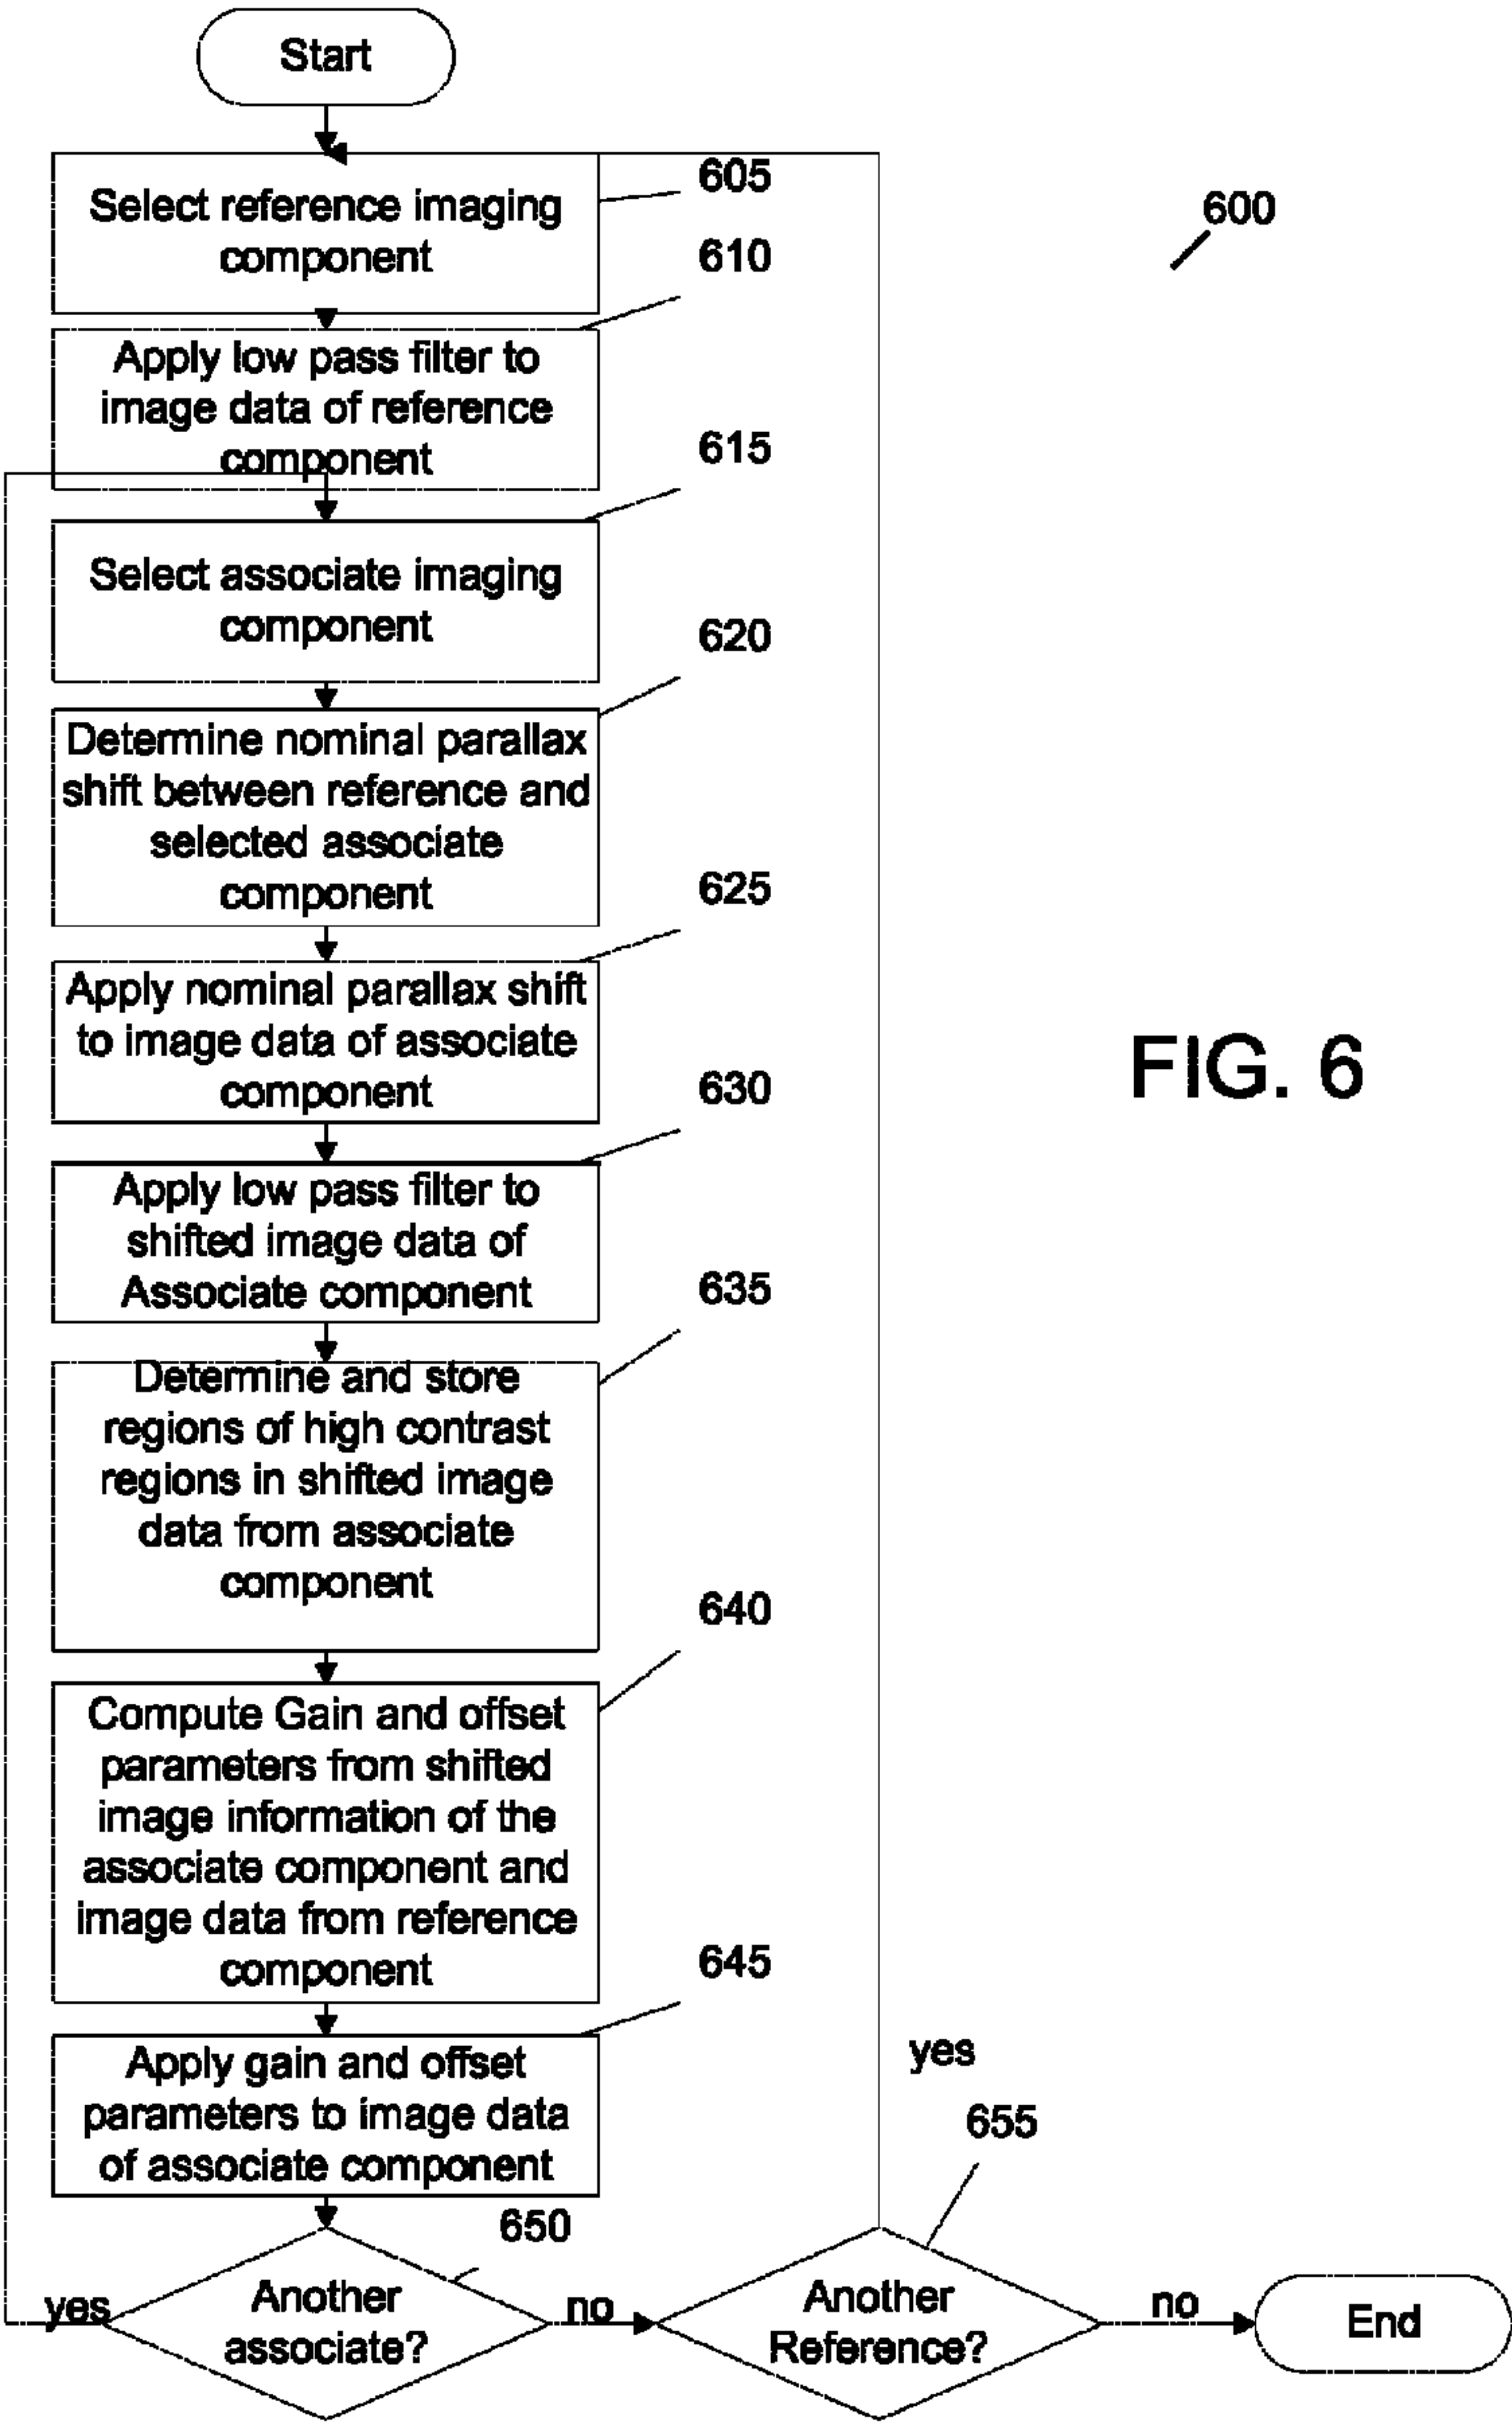 Start
605
Select reference imaging
component
600
610
Apply low pass filter to
image data of reference
component
615
Select associate imaging
component
620
Determine nominal parallax
shift between reference and
selected associate
component
625
Apply nominal parallax shift
to image data of associate
component
FIG. 6
630
Apply low pass filter to
shifted image data of
Associate component
635
Determine and store
regions of high contrast
regions in shifted image
data from associate
component
640
Compute Gain and offset
parameters from shifted
image information of the
associate component and
image data from reference
component
645
Apply gain and offset
parameters to image data
of associate component
yes
655
650
yes
Another
associate?
no
Another
Reference?
no
End